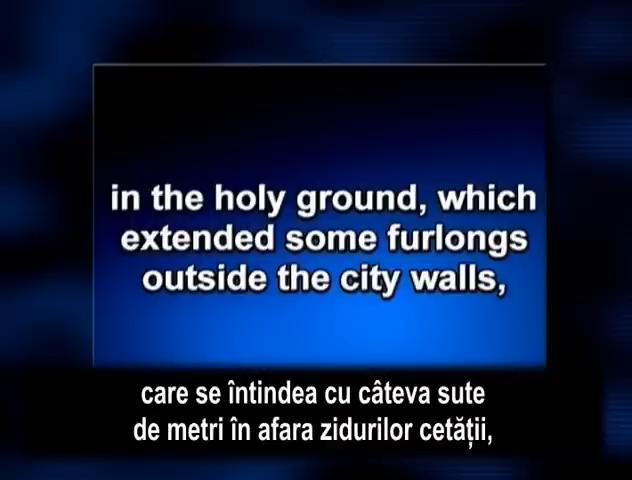 in the holy ground, which
extended some furlongs
outside the city walls,
care se întindea cu câteva sute
de metri în afara zidurilor cetății,